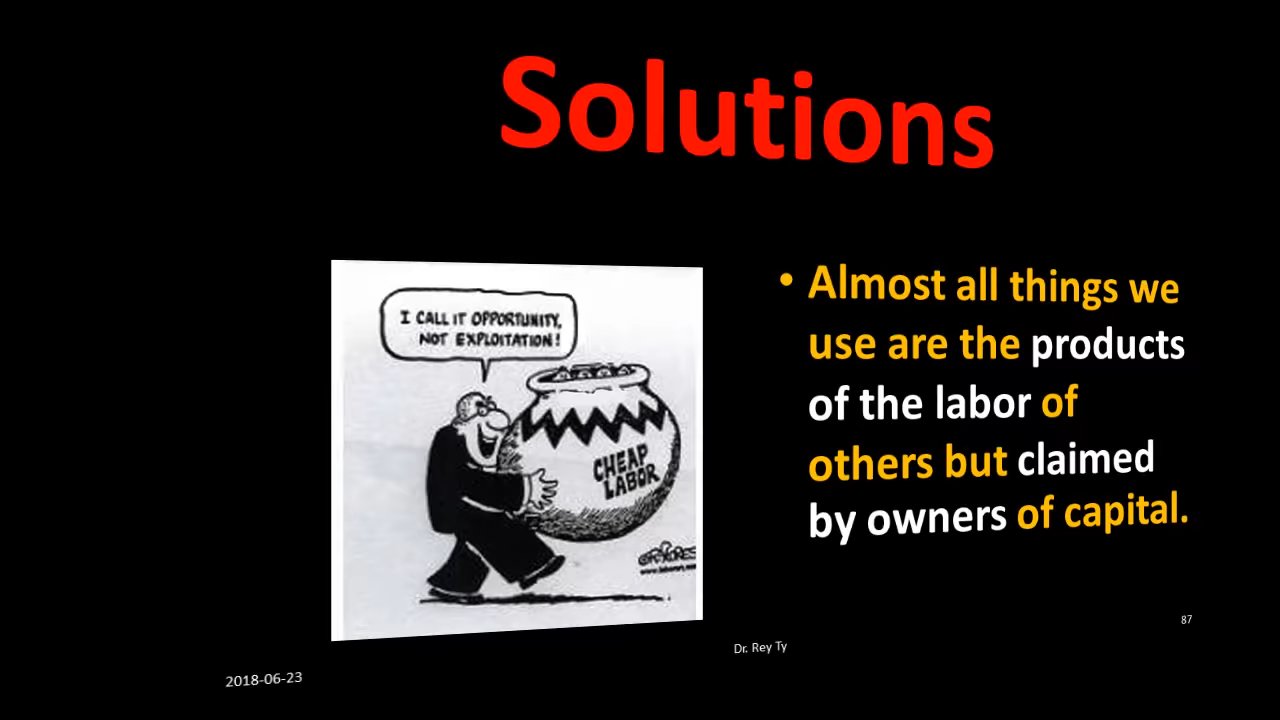 Solutions
I CALL IT OPPORTUNITY,
NOT EXPLOITATION!
CHEAP
LABOR
• Almost all things we
use are the products
of the labor of
others but claimed
by owners of capital.
87
Dr. Rey Ty
2018-06-23